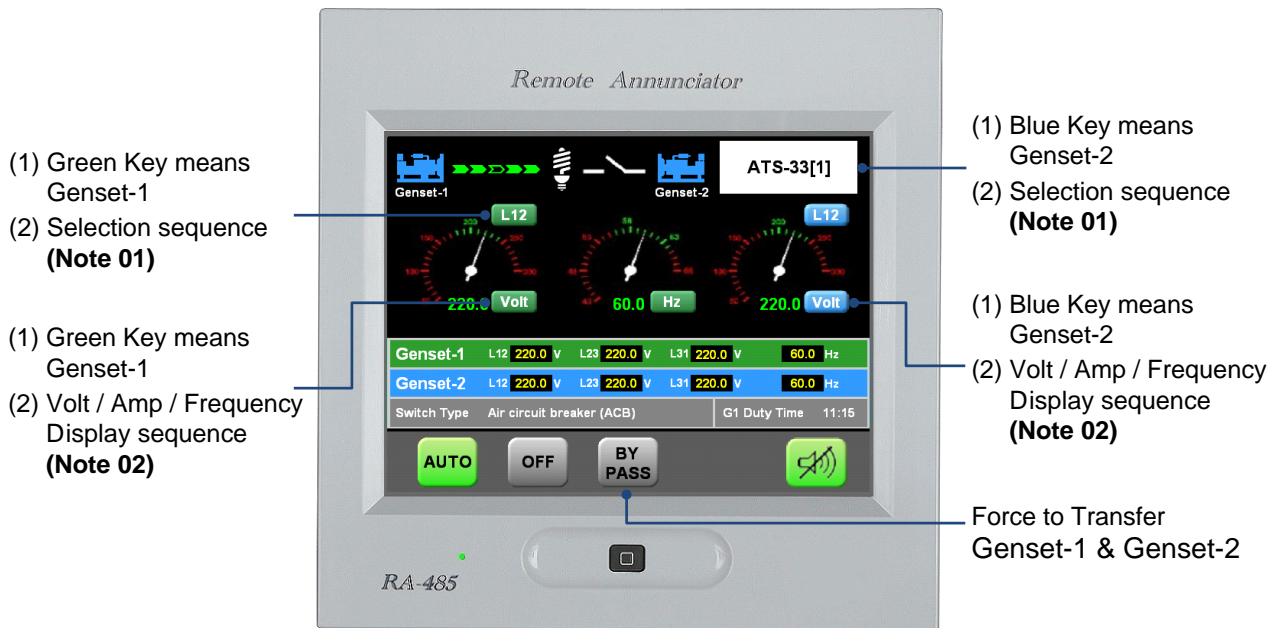 Remote Annunciator
(1) Green Key means
Genset-1
(2) Selection sequence
(Note 01)
(1) Green Key means
Genset-1
(2) Volt / Amp / Frequency
Display sequence
(Note 02)
Genset-1
Genset-2
ATS-33[1]
L12
L12
220.0 Volt
60.0 Hz
220.0 Volt
Genset-1 L12 220.0 V L23 220.0 V L31 220.0 V 60.0 Hz
Genset-2 L12 220.0 V L23 220.0 V L31 220.0 V 60.0 Hz
Switch Type Air circuit breaker (ACB) G1 Duty Time 11:15
AUTO
OFF
BY
PASS
RA-485
(1) Blue Key means
Genset-2
(2) Selection sequence
(Note 01)
(1) Blue Key means
Genset-2
(2) Volt / Amp / Frequency
Display sequence
(Note 02)
Force to Transfer
Genset-1 & Genset-2